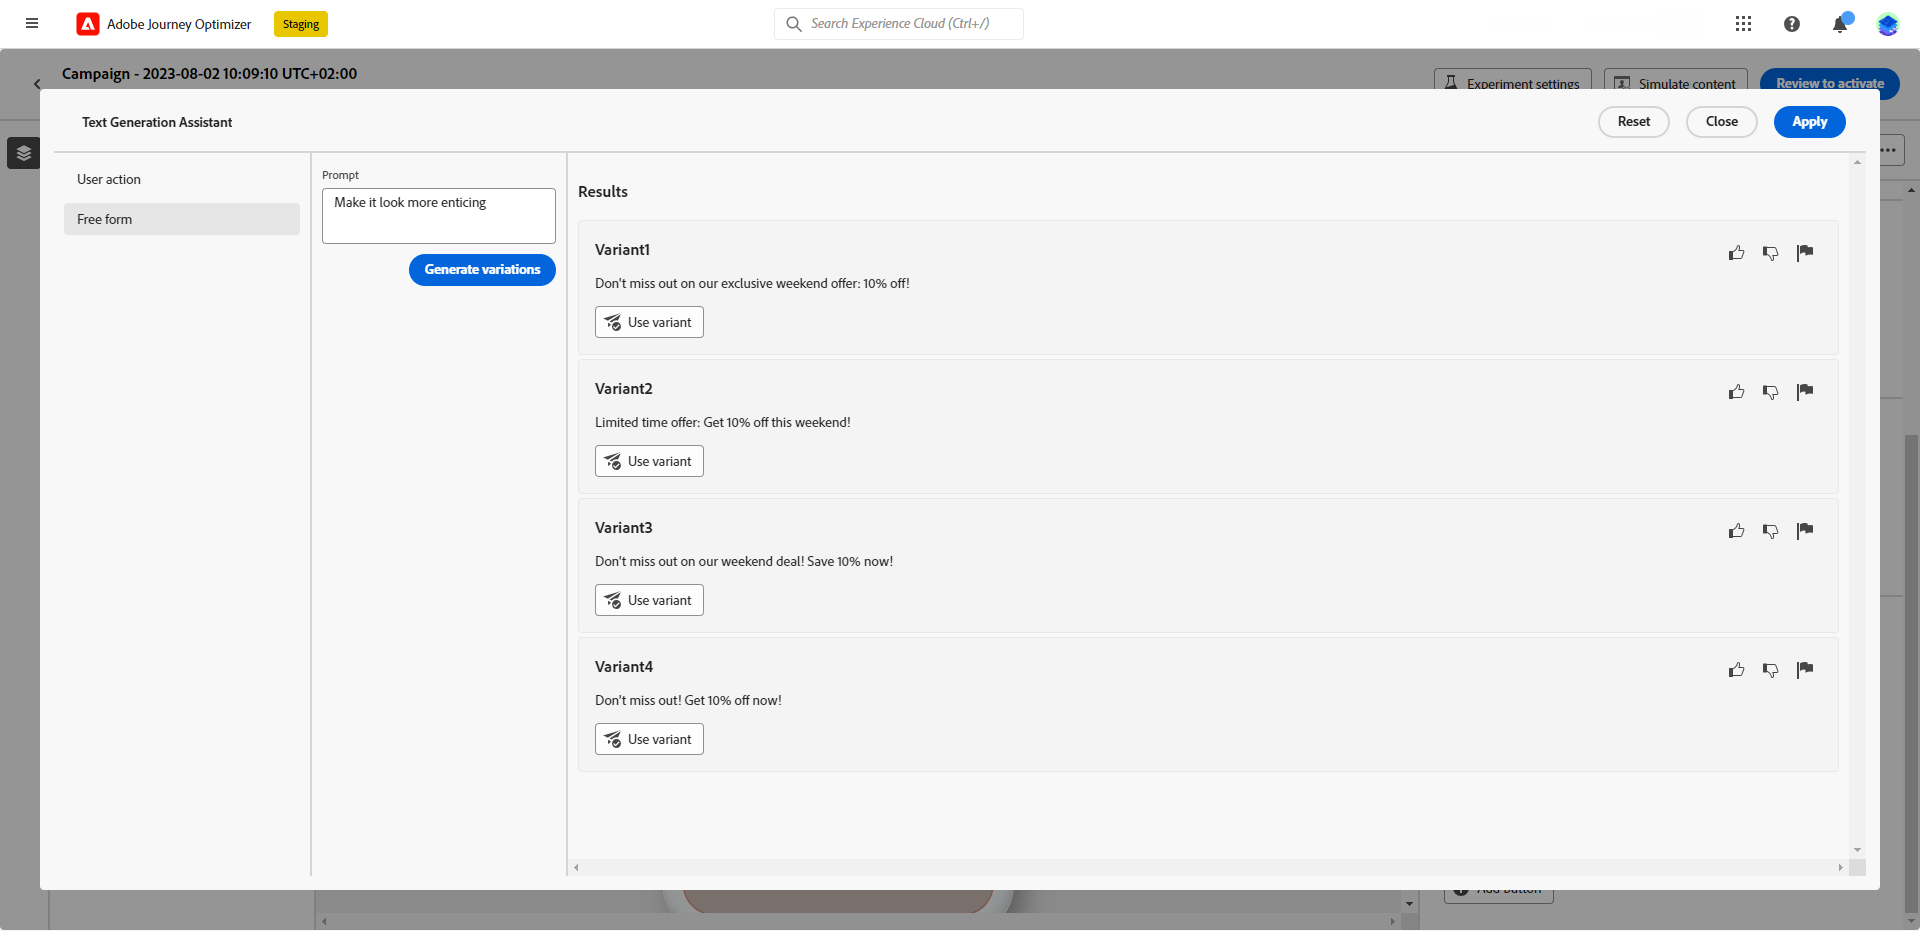 Adobe Journey Optimizer
Staging
Search Experience Cloud (Ctrl+/)
Campaign - 2023-08-02 10:09:10 UTC+02:00
Experiment settings
Simulate content
Review to activate
Text Generation Assistant
Reset
Close
Apply
User action
Free form
Prompt
Make it look more enticing
Generate variations
Results
Variant1
Don't miss out on our exclusive weekend offer: 10% off!
Use variant
Variant2
Limited time offer: Get 10% off this weekend!
Use variant
Variant3
Don't miss out on our weekend deal! Save 10% now!
Use variant
Variant4
Don't miss out! Get 10% off now!
Use variant
Add button